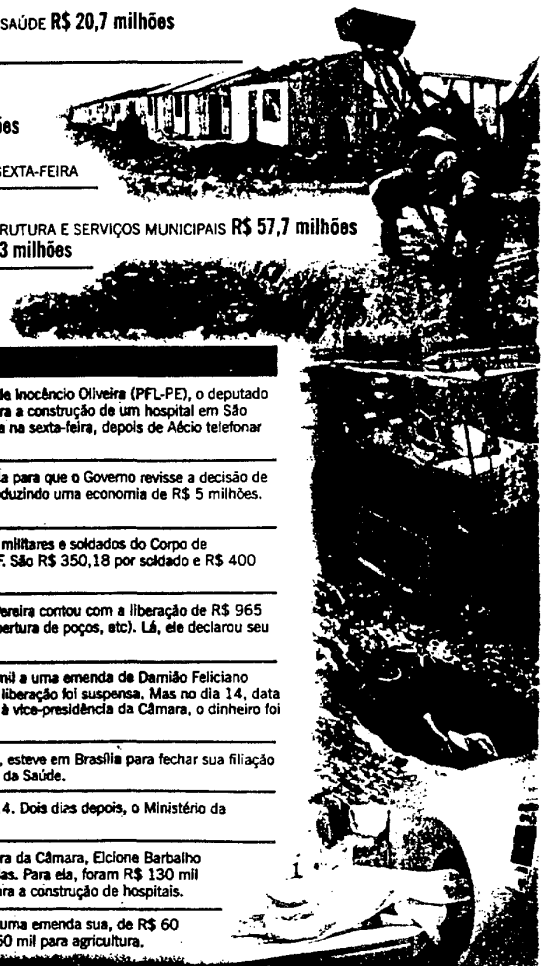 SAÚDE R$ 20,7 milhões
ões
SEXTA-FEIRA
RUTURA E SERVIÇOS MUNICIPAIS R$ 57,7 milhões
3 milhões
de Inocêncio Oliveira (PFL-PE), o deputado
ra a construção de um hospital em São
a na sexta-feira, depois de Aécio telefonar
ia para que o Governo revisse a decisão de
oduzindo uma economia de R$ 5 milhões.
militares e soldados do Corpo de
F. São R$ 350,18 por soldado e R$ 400
Pereira contou com a liberação de R$ 965
pertura de poços, etc). Lá, ele declarou seu
mil a uma emenda de Damião Feliciano
liberação foi suspensa. Mas no dia 14, data
à vice-presidência da Câmara, o dinheiro foi
, esteve em Brasília para fechar sua filiação
da Saúde.
4. Dois dias depois, o Ministério da
ra da Câmara, Elcione Barbalho
as. Para ela, foram R$ 130 mil
ara a construção de hospitais.
uma emenda sua, de R$ 60
50 mil para agricultura.